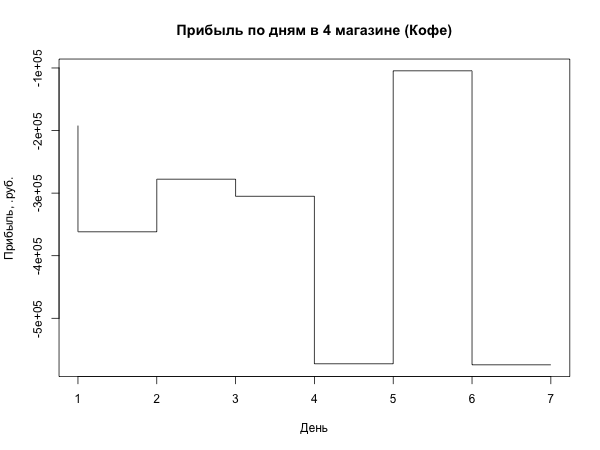 Прибыль по дням в 4 магазине (Кофе)
-1e+05
-2e+05
-3e+05
-4e+05
-5e+05
Прибыль, .руб.
1 2 3 4 5 6 7
День